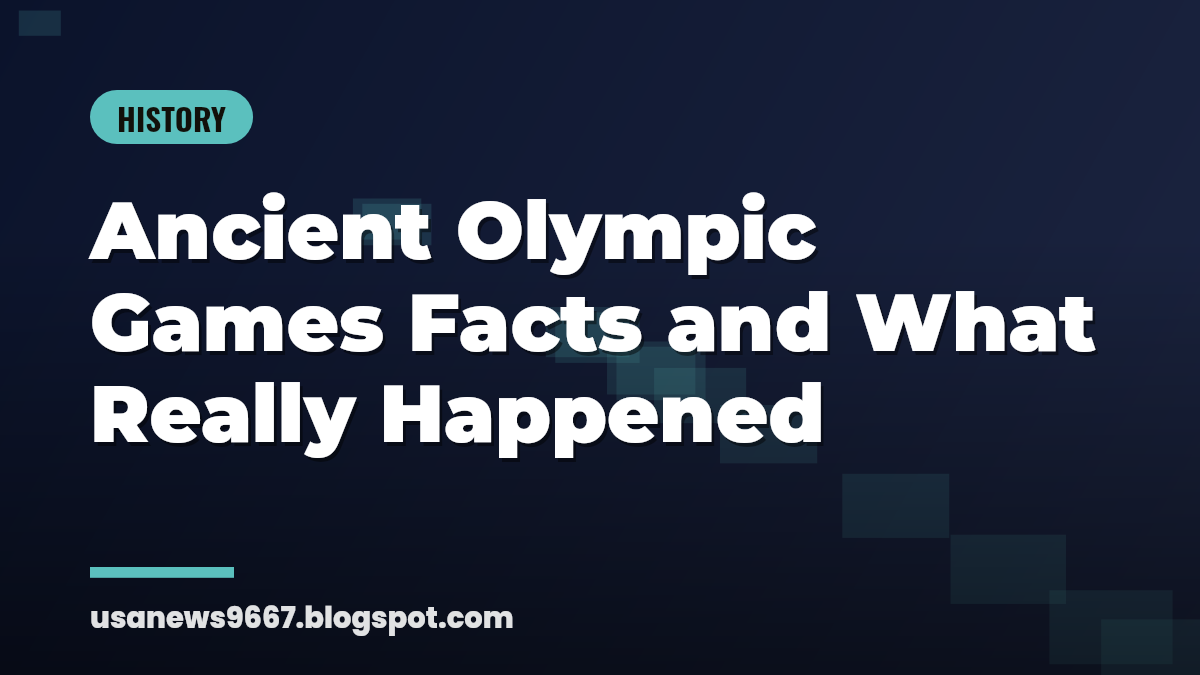 HISTORY
Ancient Olympic
Games Facts and What
Really Happened
usanews9667.blogspot.com